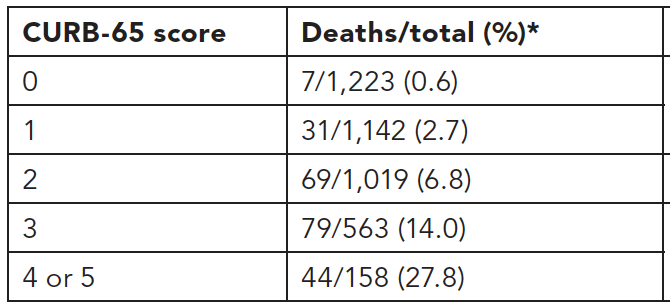 CURB-65 score Deaths/total (%)*
0 7/1,223 (0.6)
1 31/1,142 (2.7)
2 69/1,019 (6.8)
3 79/563 (14.0)
4 or 5 44/158 (27.8)